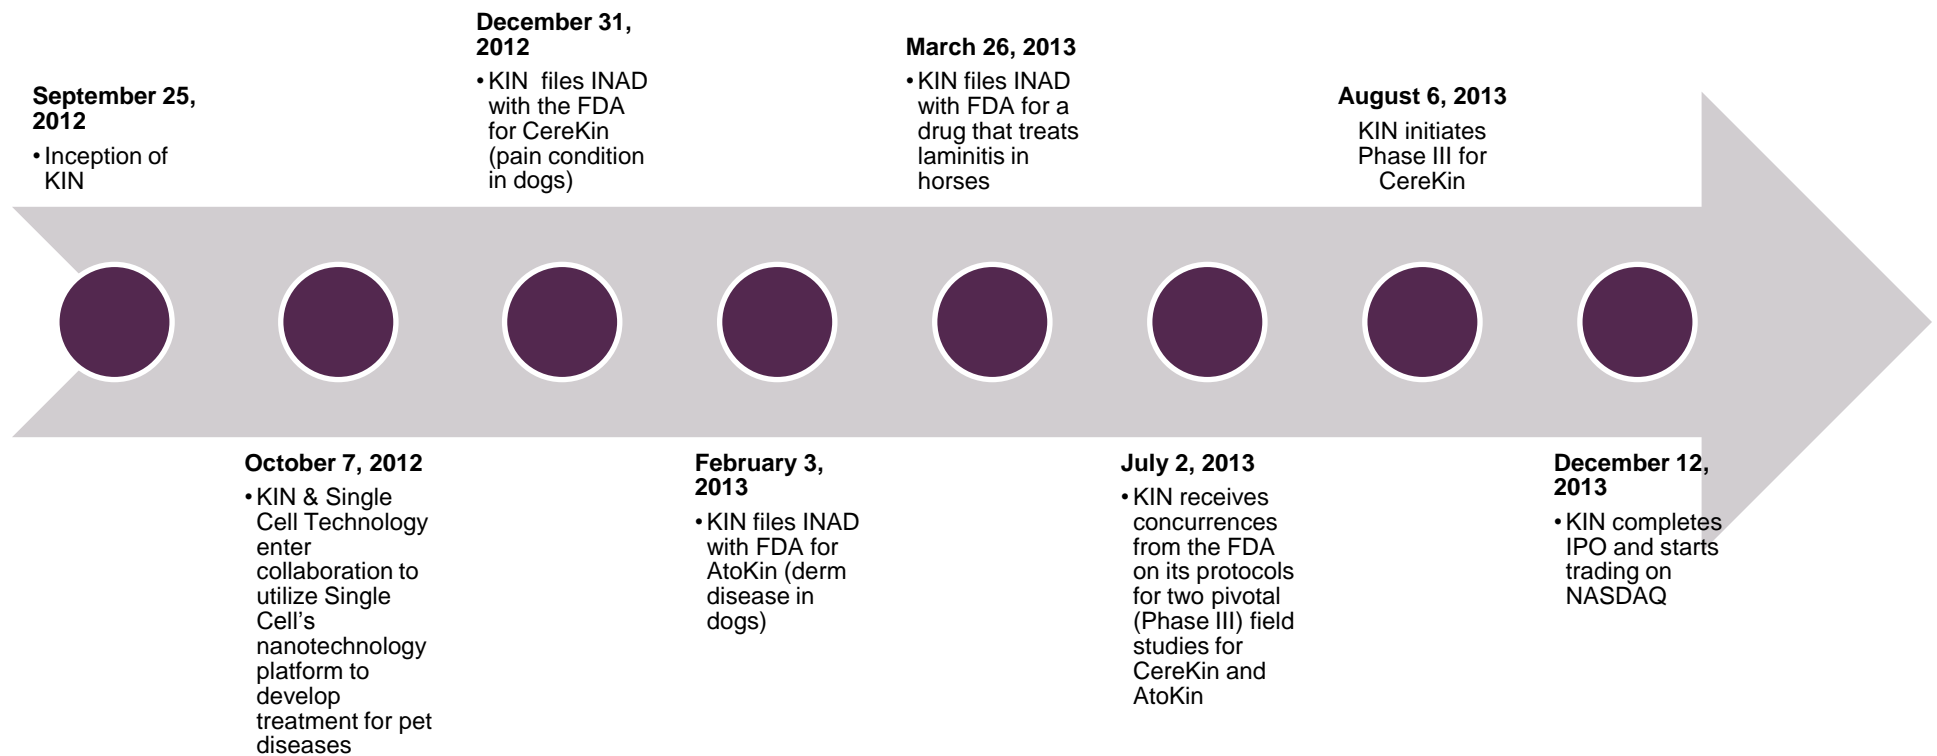 September 25,
2012
• Inception of
KIN
October 7, 2012
• KIN & Single
Cell Technology
enter
collaboration to
utilize Single
Cell’s
nanotechnology
platform to
develop
treatment for pet
diseases
December 31,
2012
• KIN files INAD
with the FDA
for CereKin
(pain condition
in dogs)
February 3,
2013
• KIN files INAD
with FDA for
AtoKin (derm
disease in
dogs)
March 26, 2013
• KIN files INAD
with FDA for a
drug that treats
laminitis in
horses
July 2, 2013
• KIN receives
concurrences
from the FDA
on its protocols
for two pivotal
(Phase III) field
studies for
CereKin and
AtoKin
August 6, 2013
KIN initiates
Phase III for
CereKin
December 12,
2013
• KIN completes
IPO and starts
trading on
NASDAQ